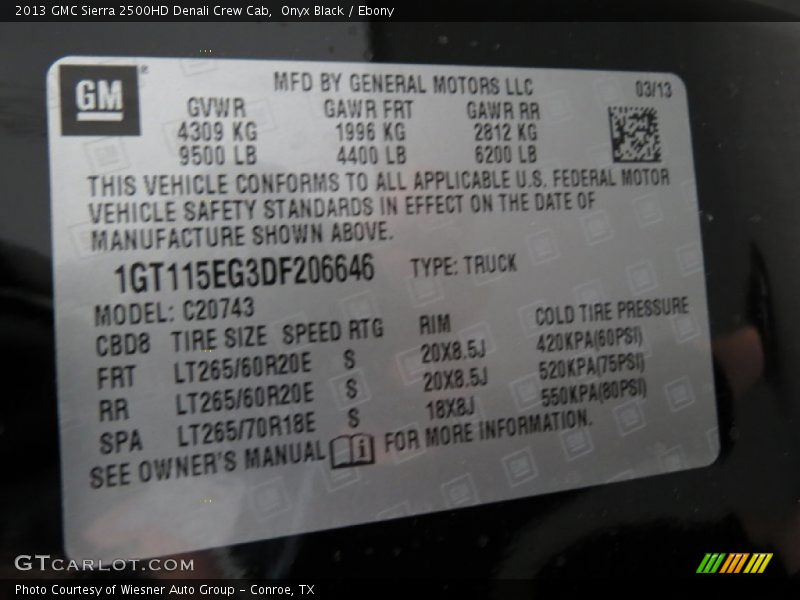 2013 GMC Sierra 2500HD Denali Crew Cab, Onyx Black / Ebony
GM
MFD BY GENERAL MOTORS LLC 03/13
GVWR GAWR FRT GAWR RR
4309 KG 1996 KG 2812 KG
9500 LB 4400 LB 6200 LB
THIS VEHICLE CONFORMS TO ALL APPLICABLE U.S. FEDERAL MOTOR
VEHICLE SAFETY STANDARDS IN EFFECT ON THE DATE OF
MANUFACTURE SHOWN ABOVE.
1GT115EG3DF206646 TYPE: TRUCK
MODEL: C20743
CBD8 TIRE SIZE SPEED RTG RIM COLD TIRE PRESSURE
FRT LT265/60R20E S 20X8.5J 420KPA(60PSI)
RR LT265/60R20E S 20X8.5J 520KPA(75PSI)
SPA LT265/70R18E S 18X8J 550KPA(80PSI)
SEE OWNER'S MANUAL i FOR MORE INFORMATION.
GTCARLOT.COM
Photo Courtesy of Wiesner Auto Group - Conroe, TX